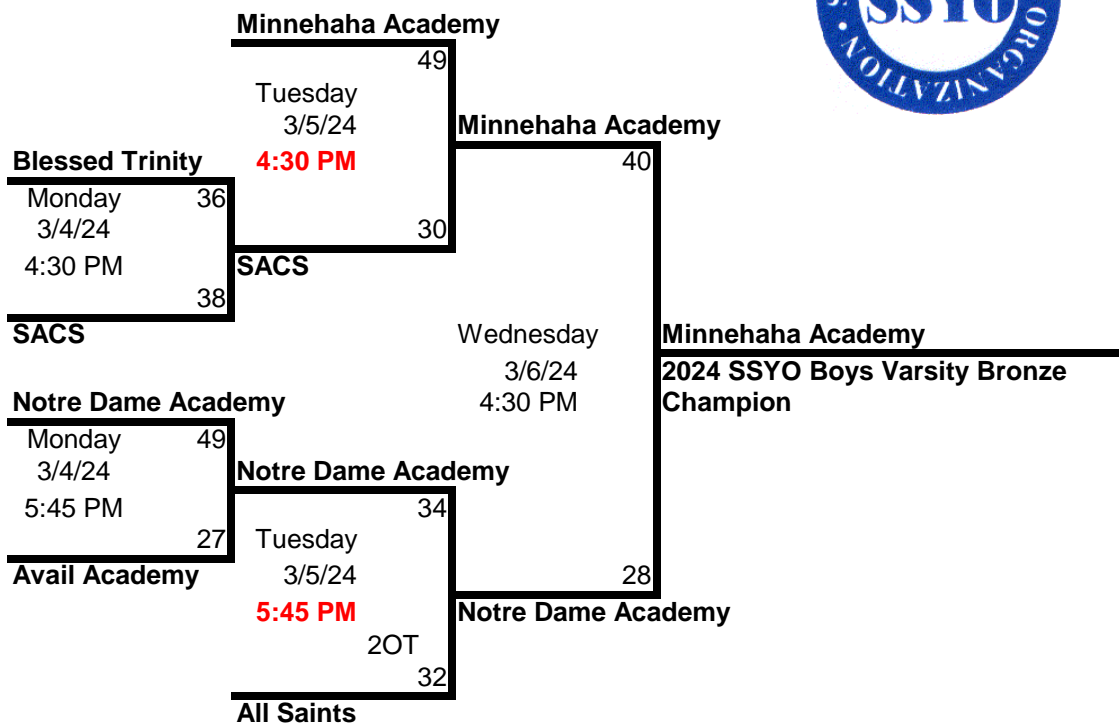 SSYO
ORGANIZATION
Minnehaha Academy
49
Tuesday
3/5/24
4:30 PM
Minnehaha Academy
40
Blessed Trinity
Monday 36
3/4/24
4:30 PM
30
SACS
38
SACS
Wednesday
3/6/24
4:30 PM
Minnehaha Academy
2024 SSYO Boys Varsity Bronze
Champion
Notre Dame Academy
Monday 49
3/4/24
5:45 PM
Notre Dame Academy
34
27
Avail Academy
Tuesday
3/5/24
5:45 PM
28
Notre Dame Academy
2OT
32
All Saints